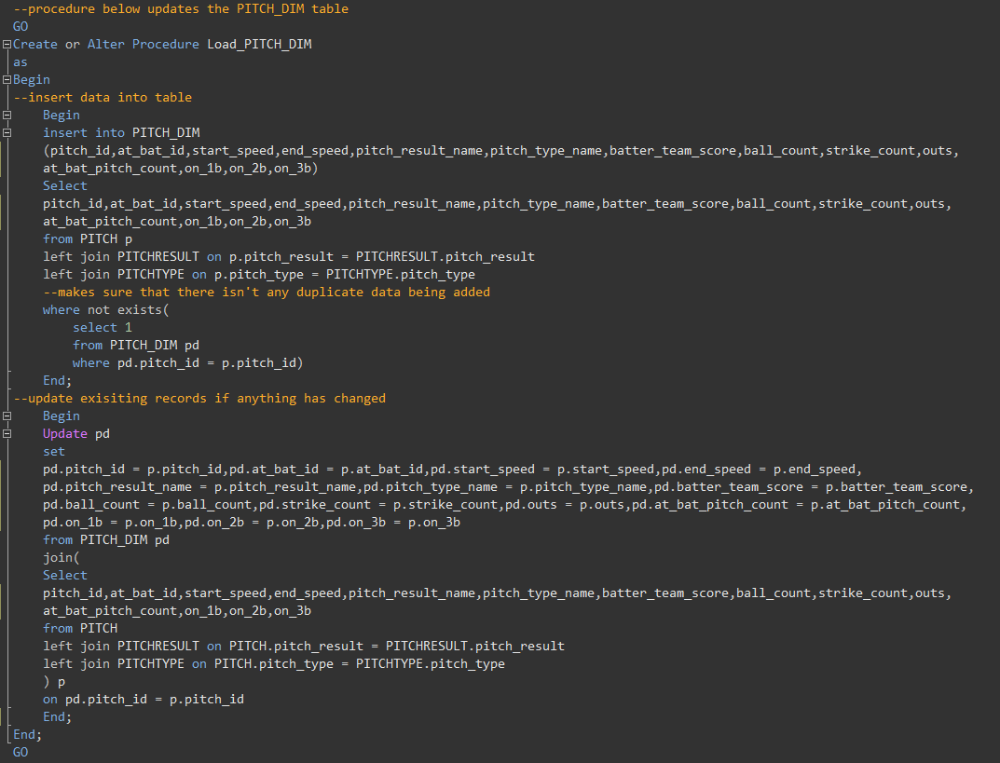 --procedure below updates the PITCH_DIM table
GO
Create or Alter Procedure Load_PITCH_DIM
as
Begin
--insert data into table
Begin
insert into PITCH_DIM
(pitch_id,at_bat_id,start_speed,end_speed,pitch_result_name,pitch_type_name,batter_team_score,ball_count,strike_count,outs,
at_bat_pitch_count,on_1b,on_2b,on_3b)
Select
pitch_id,at_bat_id,start_speed,end_speed,pitch_result_name,pitch_type_name,batter_team_score,ball_count,strike_count,outs,
at_bat_pitch_count,on_1b,on_2b,on_3b
from PITCH p
left join PITCHRESULT on p.pitch_result = PITCHRESULT.pitch_result
left join PITCHTYPE on p.pitch_type = PITCHTYPE.pitch_type
--makes sure that there isn't any duplicate data being added
where not exists(
select 1
from PITCH_DIM pd
where pd.pitch_id = p.pitch_id)
End;
--update exisiting records if anything has changed
Begin
Update pd
set
pd.pitch_id = p.pitch_id,pd.at_bat_id = p.at_bat_id,pd.start_speed = p.start_speed,pd.end_speed = p.end_speed,
pd.pitch_result_name = p.pitch_result_name,pd.pitch_type_name = p.pitch_type_name,pd.batter_team_score = p.batter_team_score,
pd.ball_count = p.ball_count,pd.strike_count = p.strike_count,pd.outs = p.outs,pd.at_bat_pitch_count = p.at_bat_pitch_count,
pd.on_1b = p.on_1b,pd.on_2b = p.on_2b,pd.on_3b = p.on_3b
from PITCH_DIM pd
join(
Select
pitch_id,at_bat_id,start_speed,end_speed,pitch_result_name,pitch_type_name,batter_team_score,ball_count,strike_count,outs,
at_bat_pitch_count,on_1b,on_2b,on_3b
from PITCH
left join PITCHRESULT on PITCH.pitch_result = PITCHRESULT.pitch_result
left join PITCHTYPE on PITCH.pitch_type = PITCHTYPE.pitch_type
) p
on pd.pitch_id = p.pitch_id
End;
End;
GO